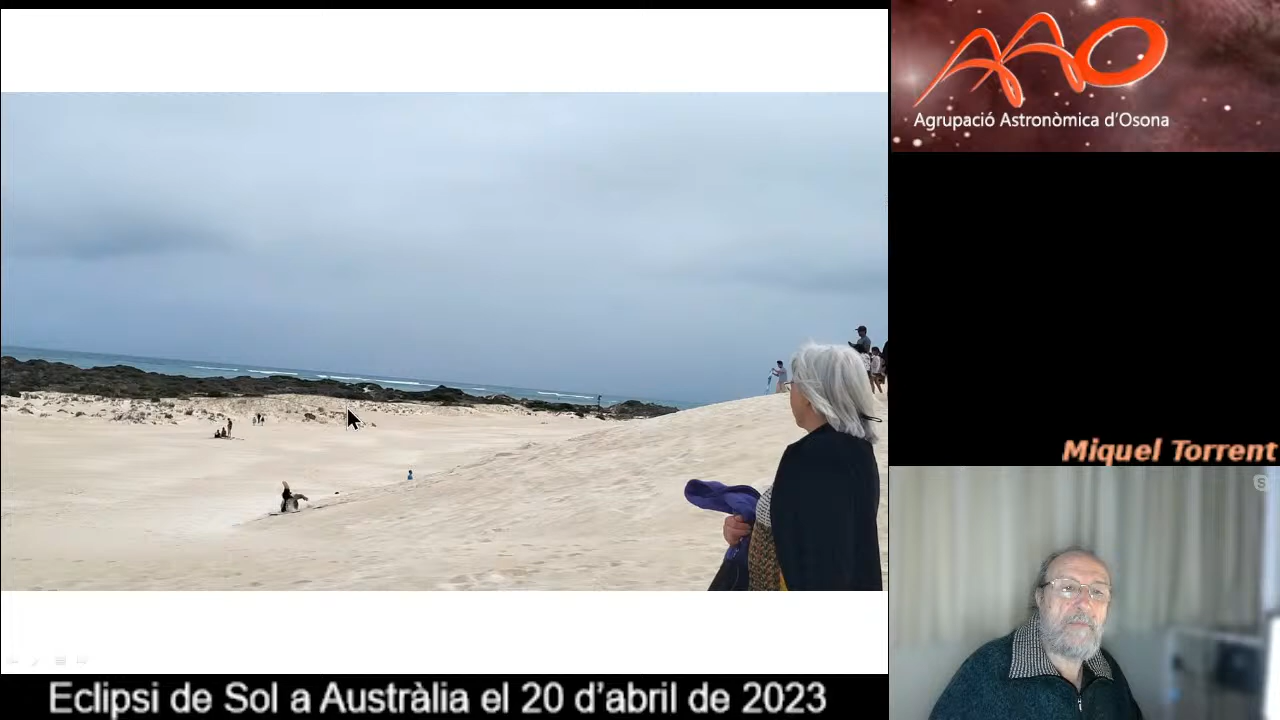 AAO
Agrupació Astronòmica d'Osona
Miquel Torrent
S
Eclipsi de Sol a Austràlia el 20 d'abril de 2023